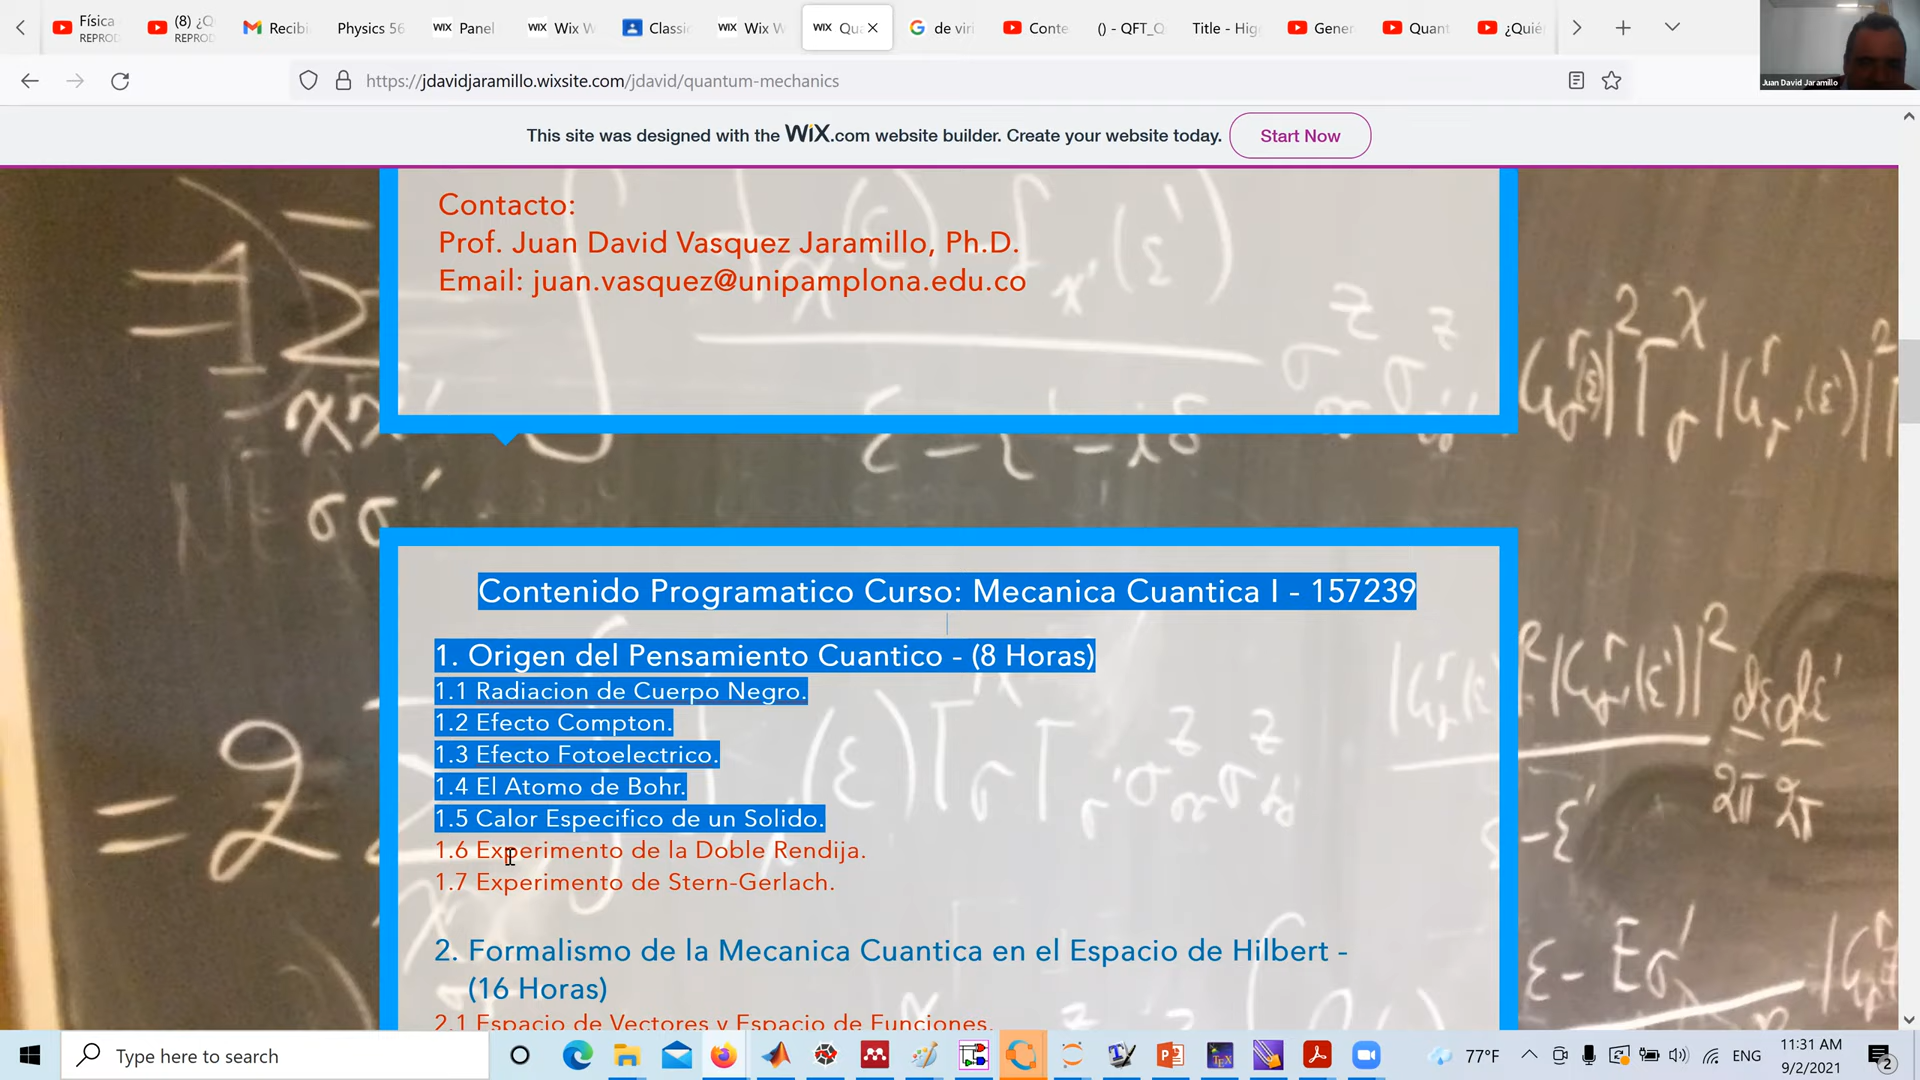 Física
REPROD
(8) ¿Q
REPROD
Recibi
Physics 56
WIX Panel
WIX Wix W
Classr
WIX Wix W
WIX Qu
de viri
Conte
() - QFT_Q
Title - Hig
Gener
Quant
¿Quié
Juan David Jaramillo
https://jdavidjaramillo.wixsite.com/jdavid/quantum-mechanics
This site was designed with the WiX.com website builder. Create your website today.
Start Now
Contacto:
Prof. Juan David Vasquez Jaramillo, Ph.D.
Email: juan.vasquez@unipamplona.edu.co
Contenido Programatico Curso: Mecanica Cuantica I - 157239
1. Origen del Pensamiento Cuantico - (8 Horas)
1.1 Radiacion de Cuerpo Negro.
1.2 Efecto Compton.
1.3 Efecto Fotoelectrico.
1.4 El Atomo de Bohr.
1.5 Calor Especifico de un Solido.
1.6 Experimento de la Doble Rendija.
1.7 Experimento de Stern-Gerlach.
2. Formalismo de la Mecanica Cuantica en el Espacio de Hilbert -
(16 Horas)
2.1 Espacio de Vectores y Espacio de Funciones.
Type here to search
77°F
ENG
11:31 AM
9/2/2021
2